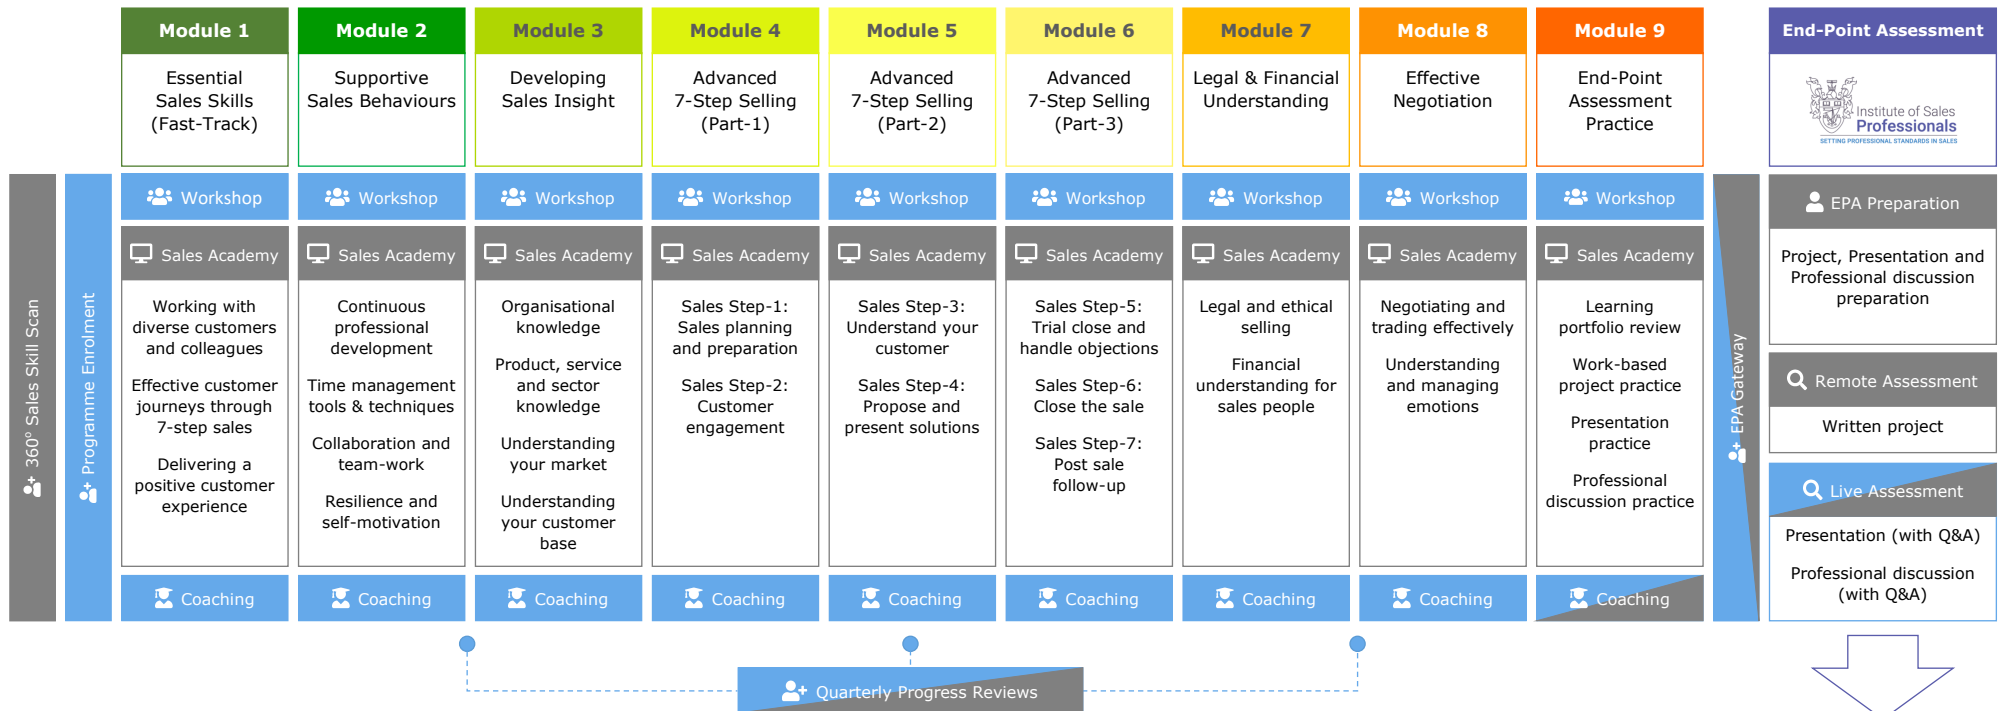 Module 1
Essential
Sales Skills
(Fast-Track)
Module 2
Supportive
Sales Behaviours
Module 3
Developing
Sales Insight
Module 4
Advanced
7-Step Selling
(Part-1)
Module 5
Advanced
7-Step Selling
(Part-2)
Module 6
Advanced
7-Step Selling
(Part-3)
Module 7
Legal & Financial
Understanding
Module 8
Effective
Negotiation
Module 9
End-Point
Assessment
Practice
End-Point Assessment
Institute of Sales
Professionals
SETTING PROFESSIONAL STANDARDS IN SALES
360° Sales Skill Scan
Programme Enrolment
Workshop
Sales Academy
Working with
diverse customers
and colleagues
Effective customer
journeys through
7-step sales
Delivering a
positive customer
experience
Coaching
Workshop
Sales Academy
Continuous
professional
development
Time management
tools & techniques
Collaboration and
team-work
Resilience and
self-motivation
Coaching
Workshop
Sales Academy
Organisational
knowledge
Product, service
and sector
knowledge
Understanding
your market
Understanding
your customer
base
Coaching
Workshop
Sales Academy
Sales Step-1:
Sales planning
and preparation
Sales Step-2:
Customer
engagement
Coaching
Workshop
Sales Academy
Sales Step-3:
Understand your
customer
Sales Step-4:
Propose and
present solutions
Coaching
Workshop
Sales Academy
Sales Step-5:
Trial close and
handle objections
Sales Step-6:
Close the sale
Sales Step-7:
Post sale
follow-up
Coaching
Workshop
Sales Academy
Legal and ethical
selling
Financial
understanding for
sales people
Coaching
Workshop
Sales Academy
Negotiating and
trading effectively
Understanding
and managing
emotions
Coaching
Workshop
Sales Academy
Learning
portfolio review
Work-based
project practice
Presentation
practice
Professional
discussion practice
Coaching
EPA Gateway
EPA Preparation
Project, Presentation and
Professional discussion
preparation
Remote Assessment
Written project
Live Assessment
Presentation (with Q&A)
Professional discussion
(with Q&A)
Quarterly Progress Reviews